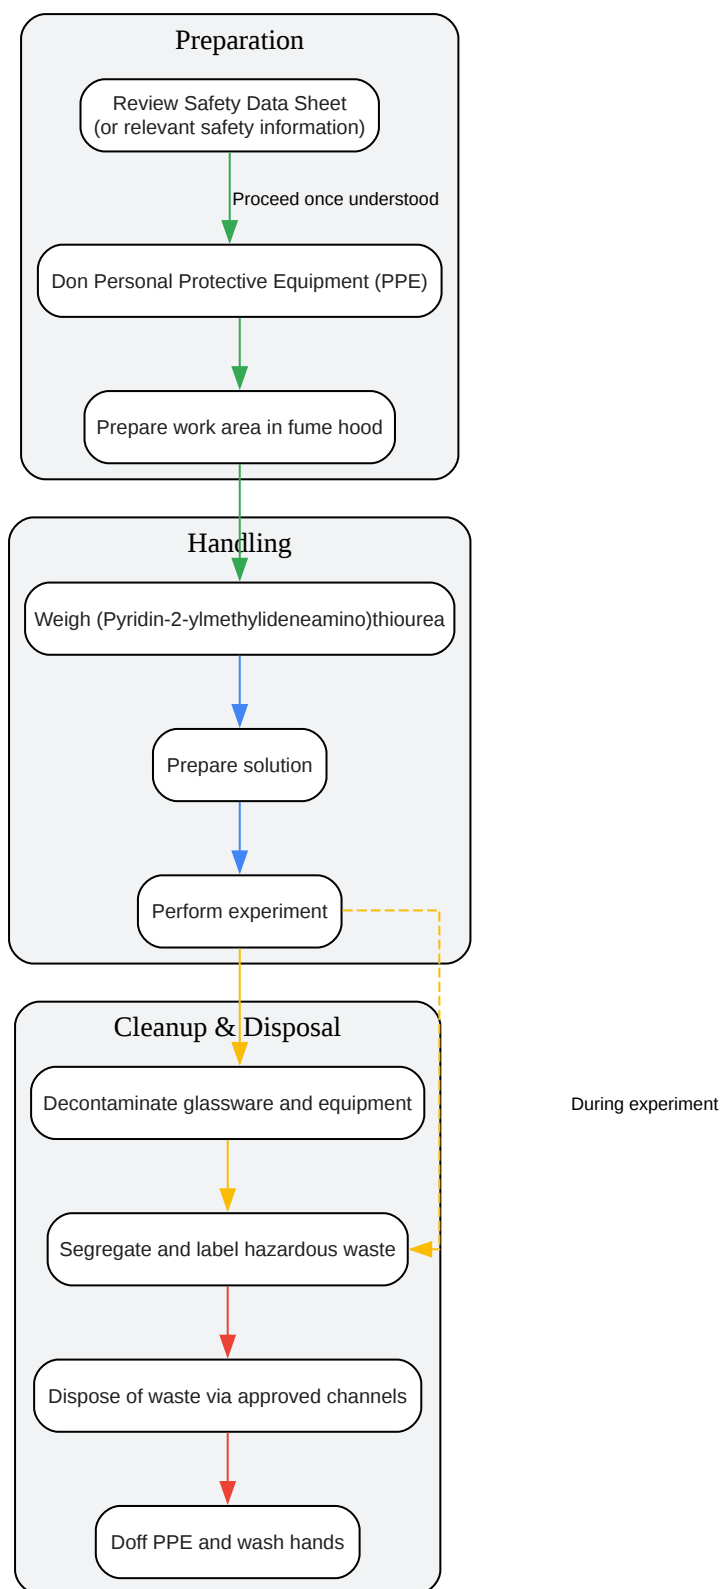 Preparation
Review Safety Data Sheet
(or relevant safety information)
Proceed once understood
Don Personal Protective Equipment (PPE)
Prepare work area in fume hood
Handling
Weigh (Pyridin-2-ylmethylideneamino)thiourea
Prepare solution
Perform experiment
Cleanup & Disposal
Decontaminate glassware and equipment
During experiment
Segregate and label hazardous waste
Dispose of waste via approved channels
Doff PPE and wash hands